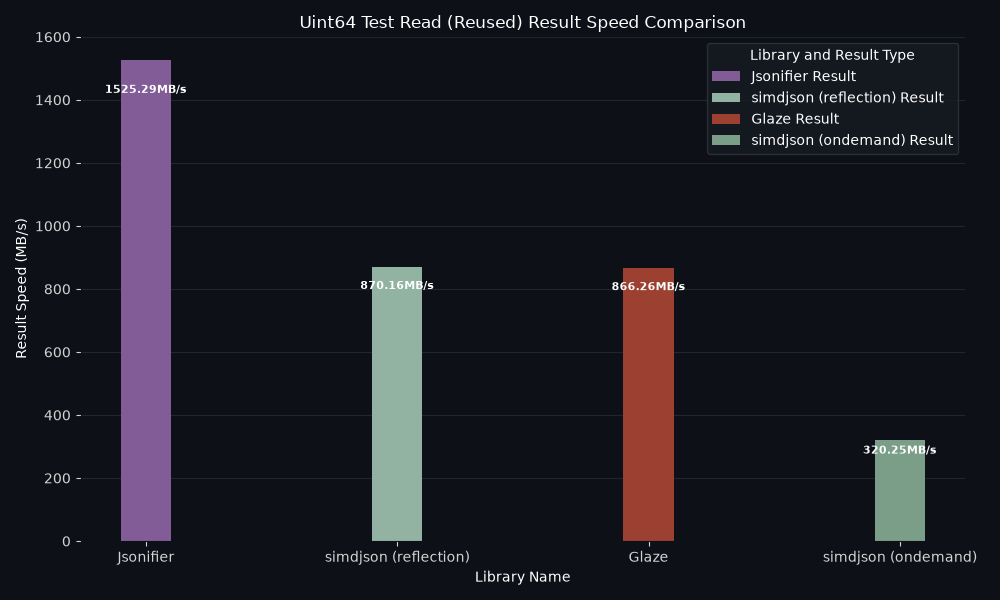 Uint64 Test Read (Reused) Result Speed Comparison
Library and Result Type
Jsonifier Result
simdjson (reflection) Result
Glaze Result
simdjson (ondemand) Result
Result Speed (MB/s)
1600
1400
1200
1000
800
600
400
200
0
1525.29MB/s
870.16MB/s
866.26MB/s
320.25MB/s
Jsonifier
simdjson (reflection)
Glaze
simdjson (ondemand)
Library Name